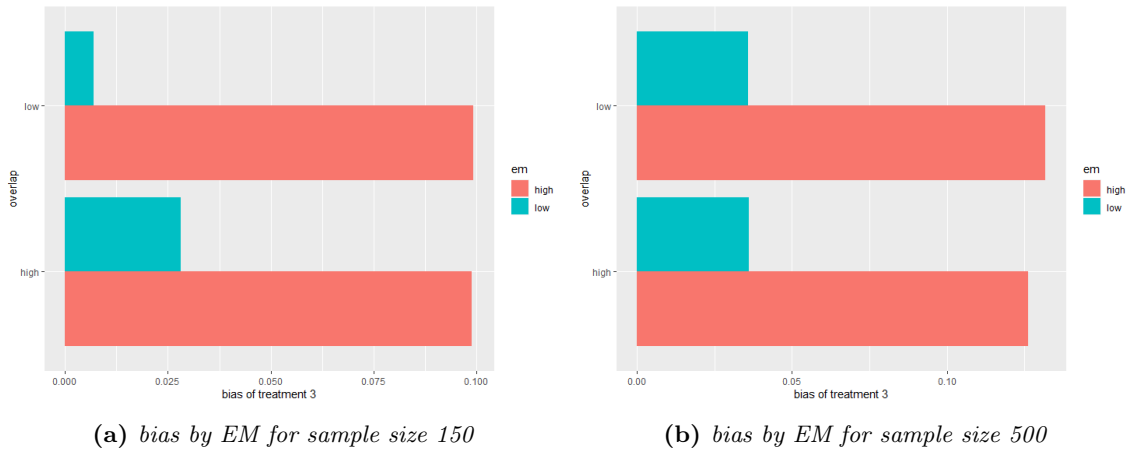 low
high
overlap
0.000 0.025 0.050 0.075 0.100
bias of treatment 3
em
high
low
(a) bias by EM for sample size 150
low
high
overlap
0.00 0.05 0.10
bias of treatment 3
em
high
low
(b) bias by EM for sample size 500